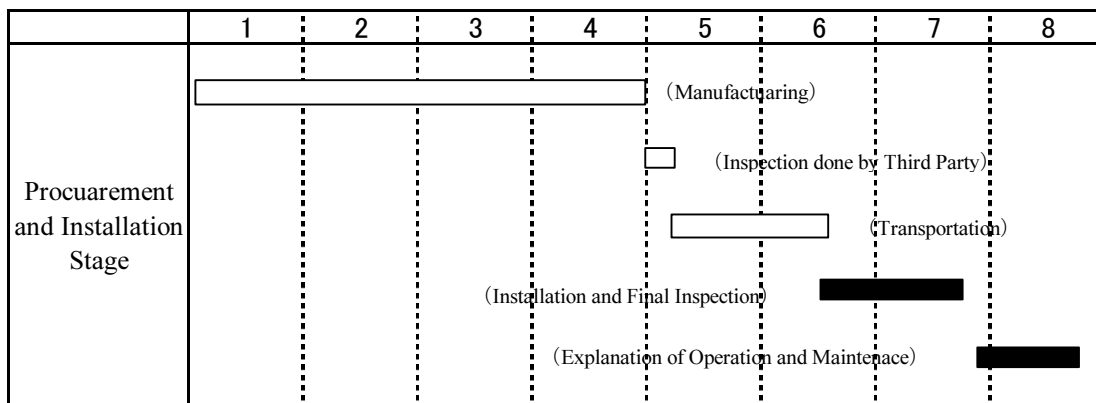 1 2 3 4 5 6 7 8
(Manufactuaring)
(Inspection done by Third Party)
Procuarement
and Installation
Stage
(Transportation)
(Installation and Final Inspection)
(Explanation of Operation and Maintenace)